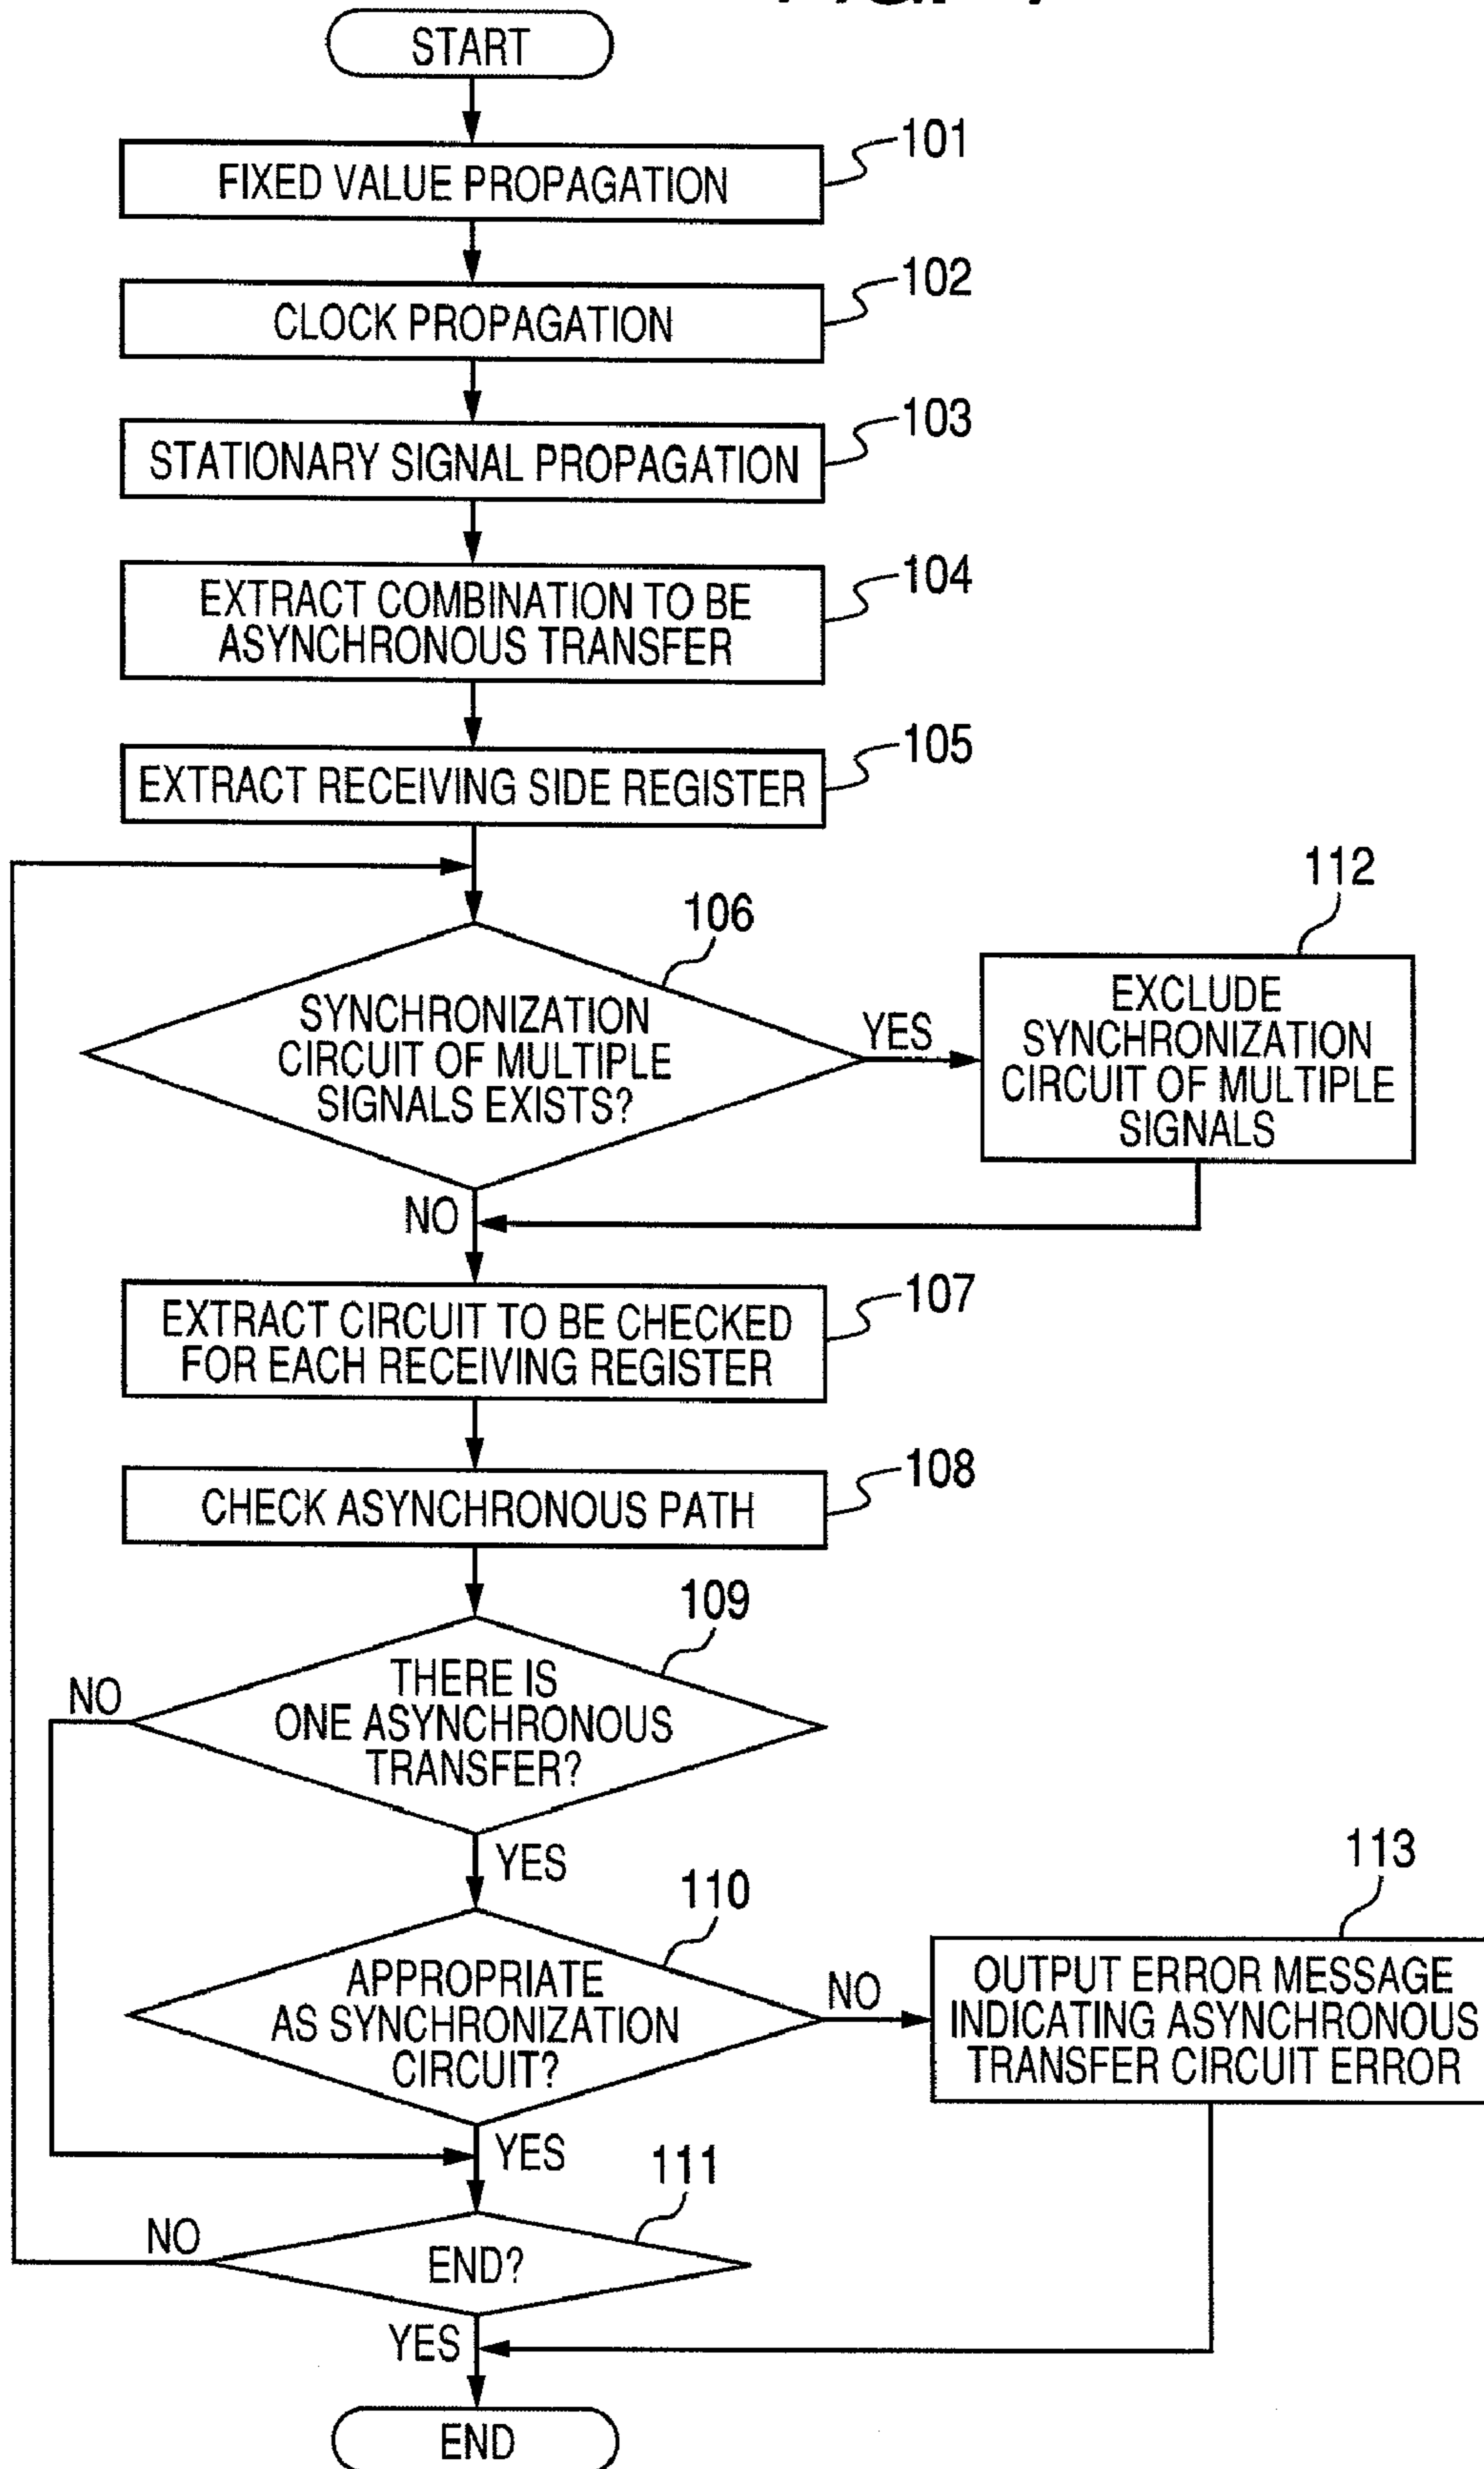 START
101
FIXED VALUE PROPAGATION
102
CLOCK PROPAGATION
103
STATIONARY SIGNAL PROPAGATION
104
EXTRACT COMBINATION TO BE
ASYNCHRONOUS TRANSFER
105
EXTRACT RECEIVING SIDE REGISTER
106
SYNCHRONIZATION
CIRCUIT OF MULTIPLE
SIGNALS EXISTS?
YES
112
EXCLUDE
SYNCHRONIZATION
CIRCUIT OF MULTIPLE
SIGNALS
NO
107
EXTRACT CIRCUIT TO BE CHECKED
FOR EACH RECEIVING REGISTER
108
CHECK ASYNCHRONOUS PATH
109
THERE IS
ONE ASYNCHRONOUS
TRANSFER?
NO
YES
110
APPROPRIATE
AS SYNCHRONIZATION
CIRCUIT?
NO
113
OUTPUT ERROR MESSAGE
INDICATING ASYNCHRONOUS
TRANSFER CIRCUIT ERROR
YES
111
END?
NO
YES
END